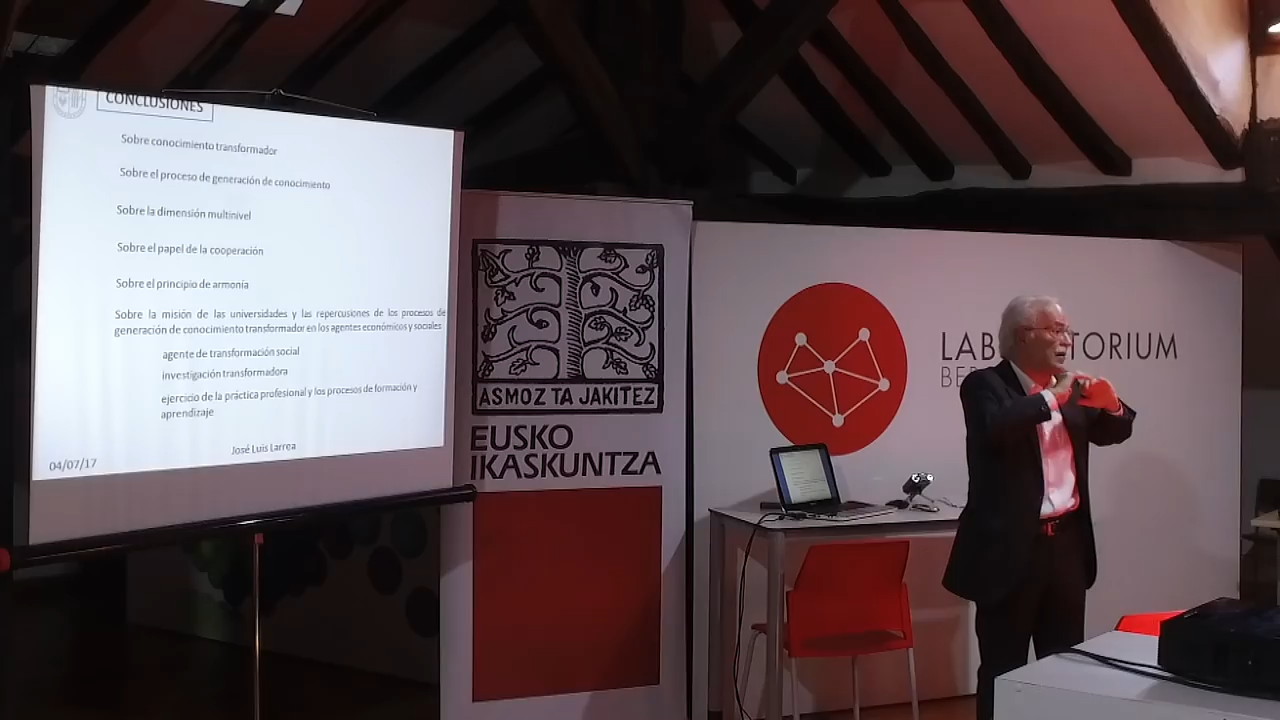 CONCLUSIONES
Sobre conocimiento transformador
Sobre el proceso de generación de conocimiento
Sobre la dimensión multinivel
Sobre el papel de la cooperación
Sobre el principio de armonía
Sobre la misión de las universidades y las repercusiones de los procesos de
generación de conocimiento transformador en los agentes económicos y sociales
agente de transformación social
investigación transformadora
ejercicio de la práctica profesional y los procesos de formación y
aprendizaje
José Luis Larrea
04/07/17
ASMOZ TA JAKITEZ
EUSKO
IKASKUNTZA
LAB TORIUM
BE